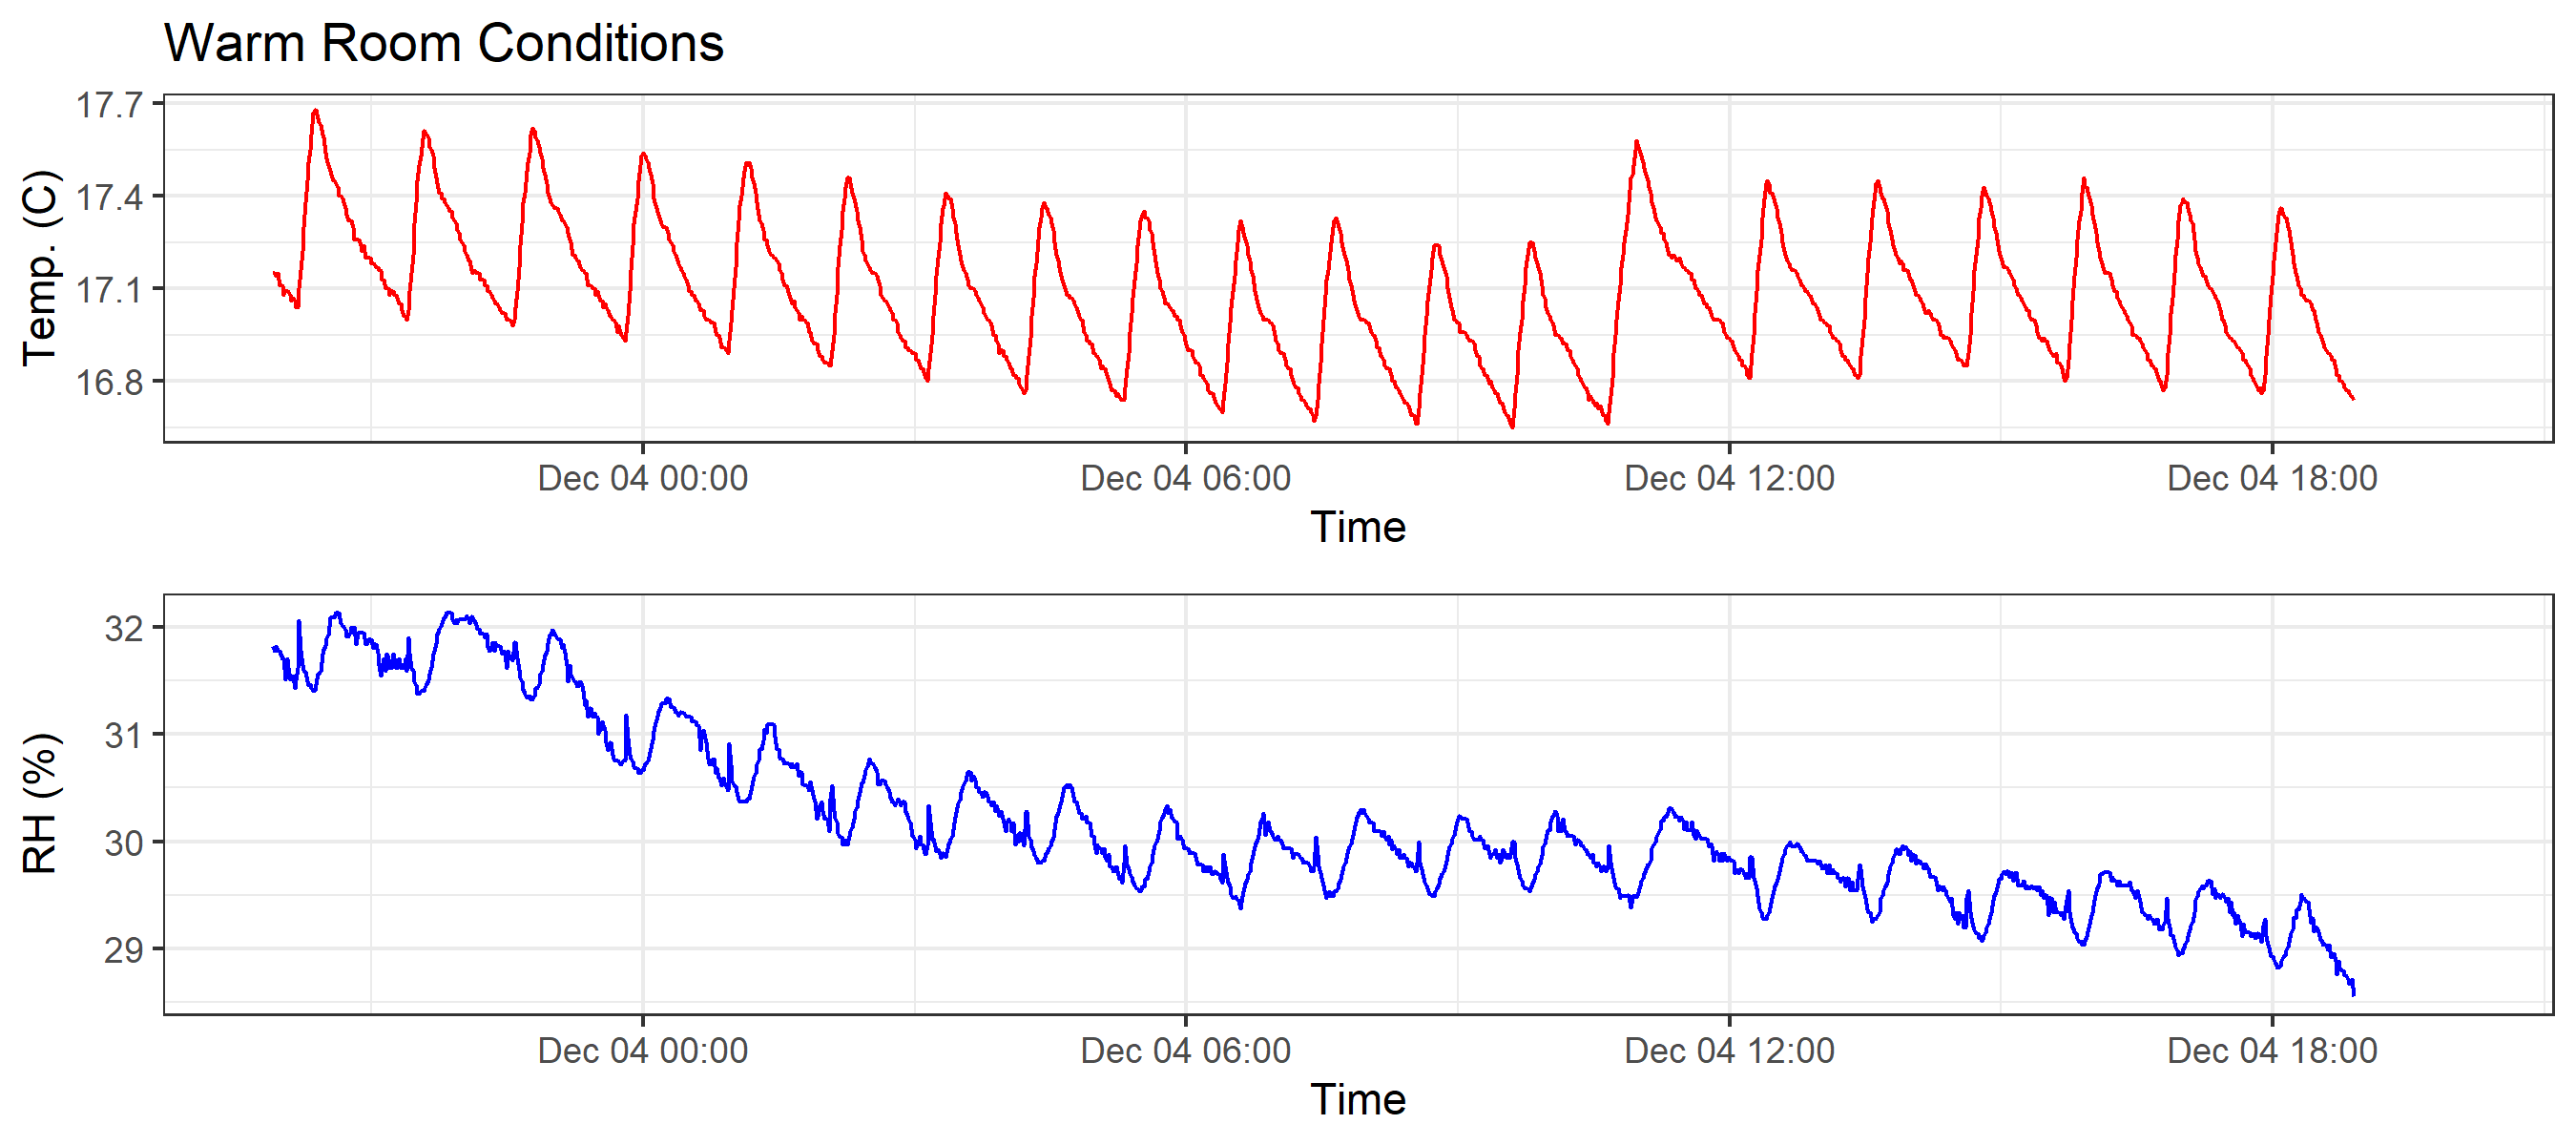 Warm Room Conditions
17.7
17.4
17.1
16.8
Temp. (C)
Dec 04 00:00 Dec 04 06:00 Dec 04 12:00 Dec 04 18:00
Time
32
31
30
29
RH (%)
Dec 04 00:00 Dec 04 06:00 Dec 04 12:00 Dec 04 18:00
Time